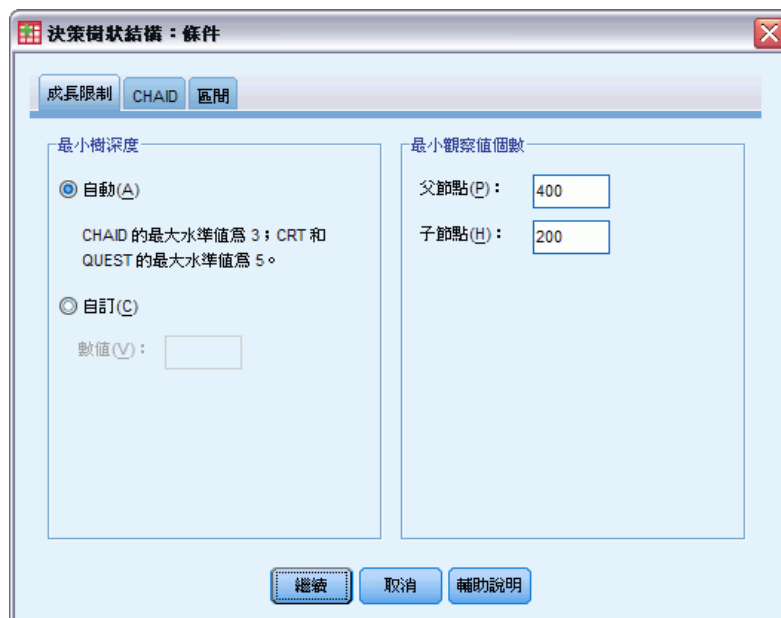 決策樹狀結構：條件
成長限制 CHAID 區間
最小樹深度
自動(A)
CHAID 的最大水準值為 3；CRT 和
QUEST 的最大水準值為 5。
自訂(C)
數值(V)：
最小觀察值個數
父節點(P)： 400
子節點(H)： 200
繼續 取消 輔助說明